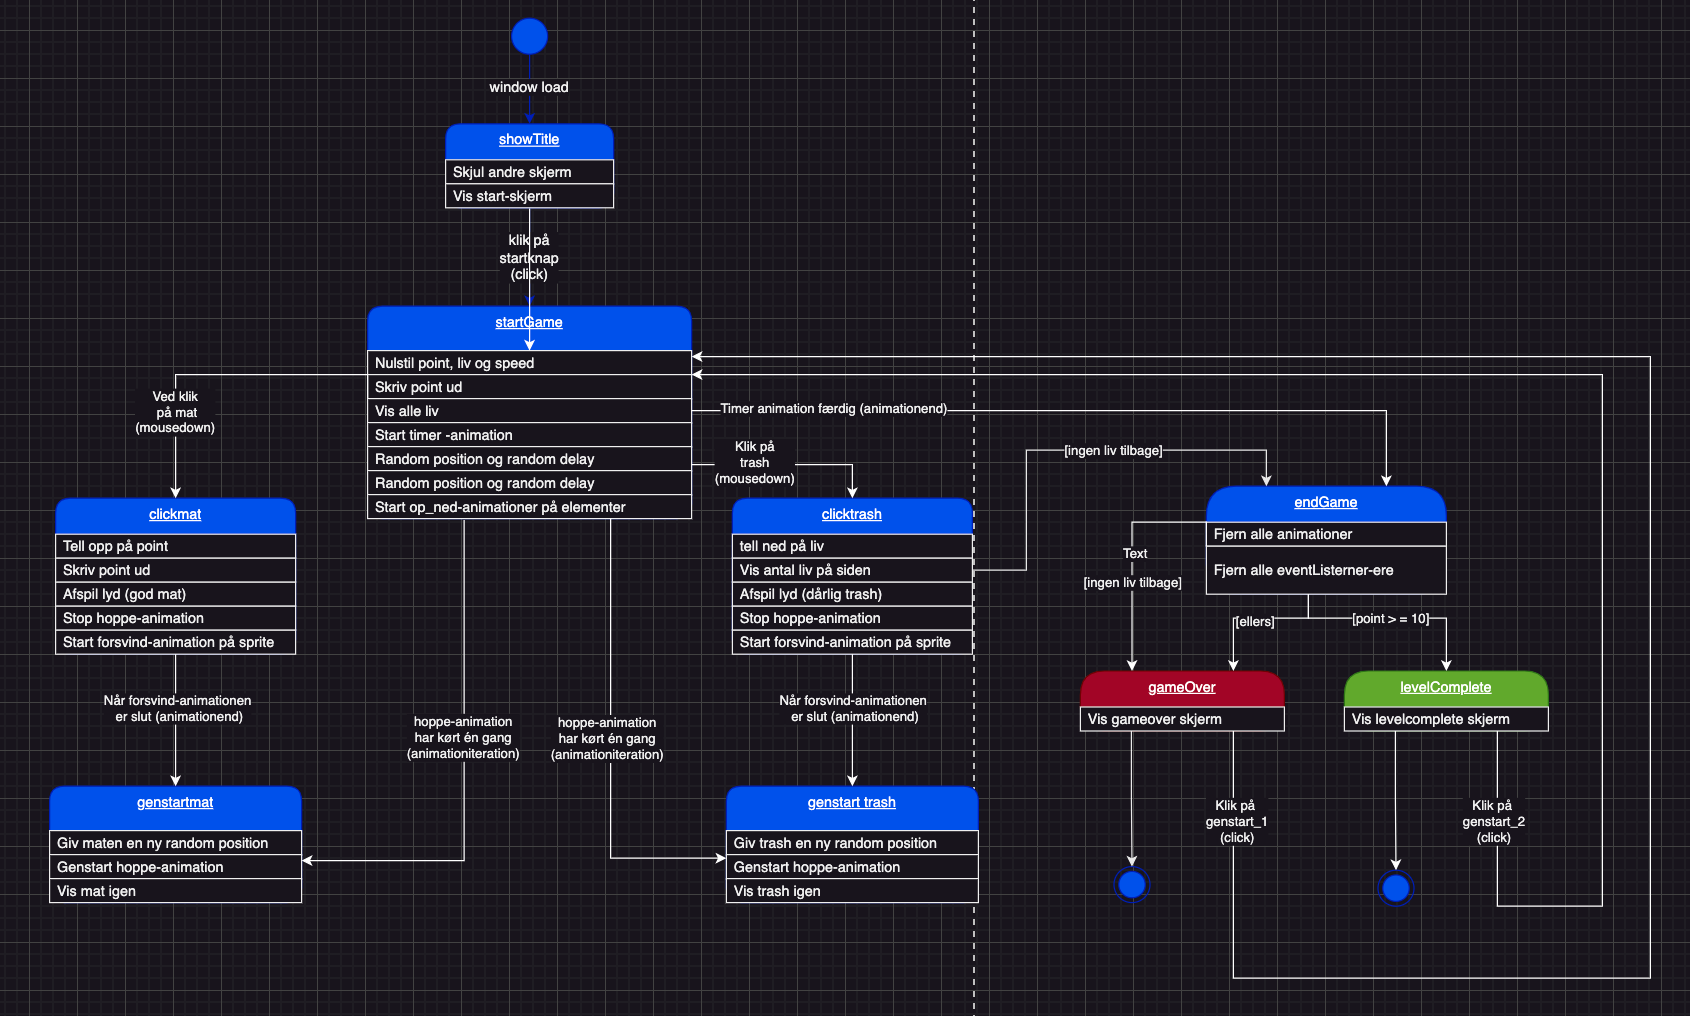 window load
showTitle
Skjul andre skjerm
Vis start-skjerm
klik på
startknap
(click)
startGame
Nulstil point, liv og speed
Skriv point ud
Vis alle liv
Start timer -animation
Random position og random delay
Random position og random delay
Start op_ned-animationer på elementer
Ved klik
på mat
(mousedown)
Timer animation færdig (animationend)
Klik på
trash
(mousedown)
[ingen liv tilbage]
clickmat
Tell opp på point
Skriv point ud
Afspil lyd (god mat)
Stop hoppe-animation
Start forsvind-animation på sprite
clicktrash
tell ned på liv
Vis antal liv på siden
Afspil lyd (dårlig trash)
Stop hoppe-animation
Start forsvind-animation på sprite
endGame
Fjern alle animationer
Fjern alle eventListerner-ere
Text
[ingen liv tilbage]
[ellers]
[point > = 10]
Når forsvind-animationen
er slut (animationend)
hoppe-animation
har kørt én gang
(animationiteration)
hoppe-animation
har kørt én gang
(animationiteration)
Når forsvind-animationen
er slut (animationend)
gameOver
Vis gameover skjerm
levelComplete
Vis levelcomplete skjerm
genstartmat
Giv maten en ny random position
Genstart hoppe-animation
Vis mat igen
genstart trash
Giv trash en ny random position
Genstart hoppe-animation
Vis trash igen
Klik på
genstart_1
(click)
Klik på
genstart_2
(click)